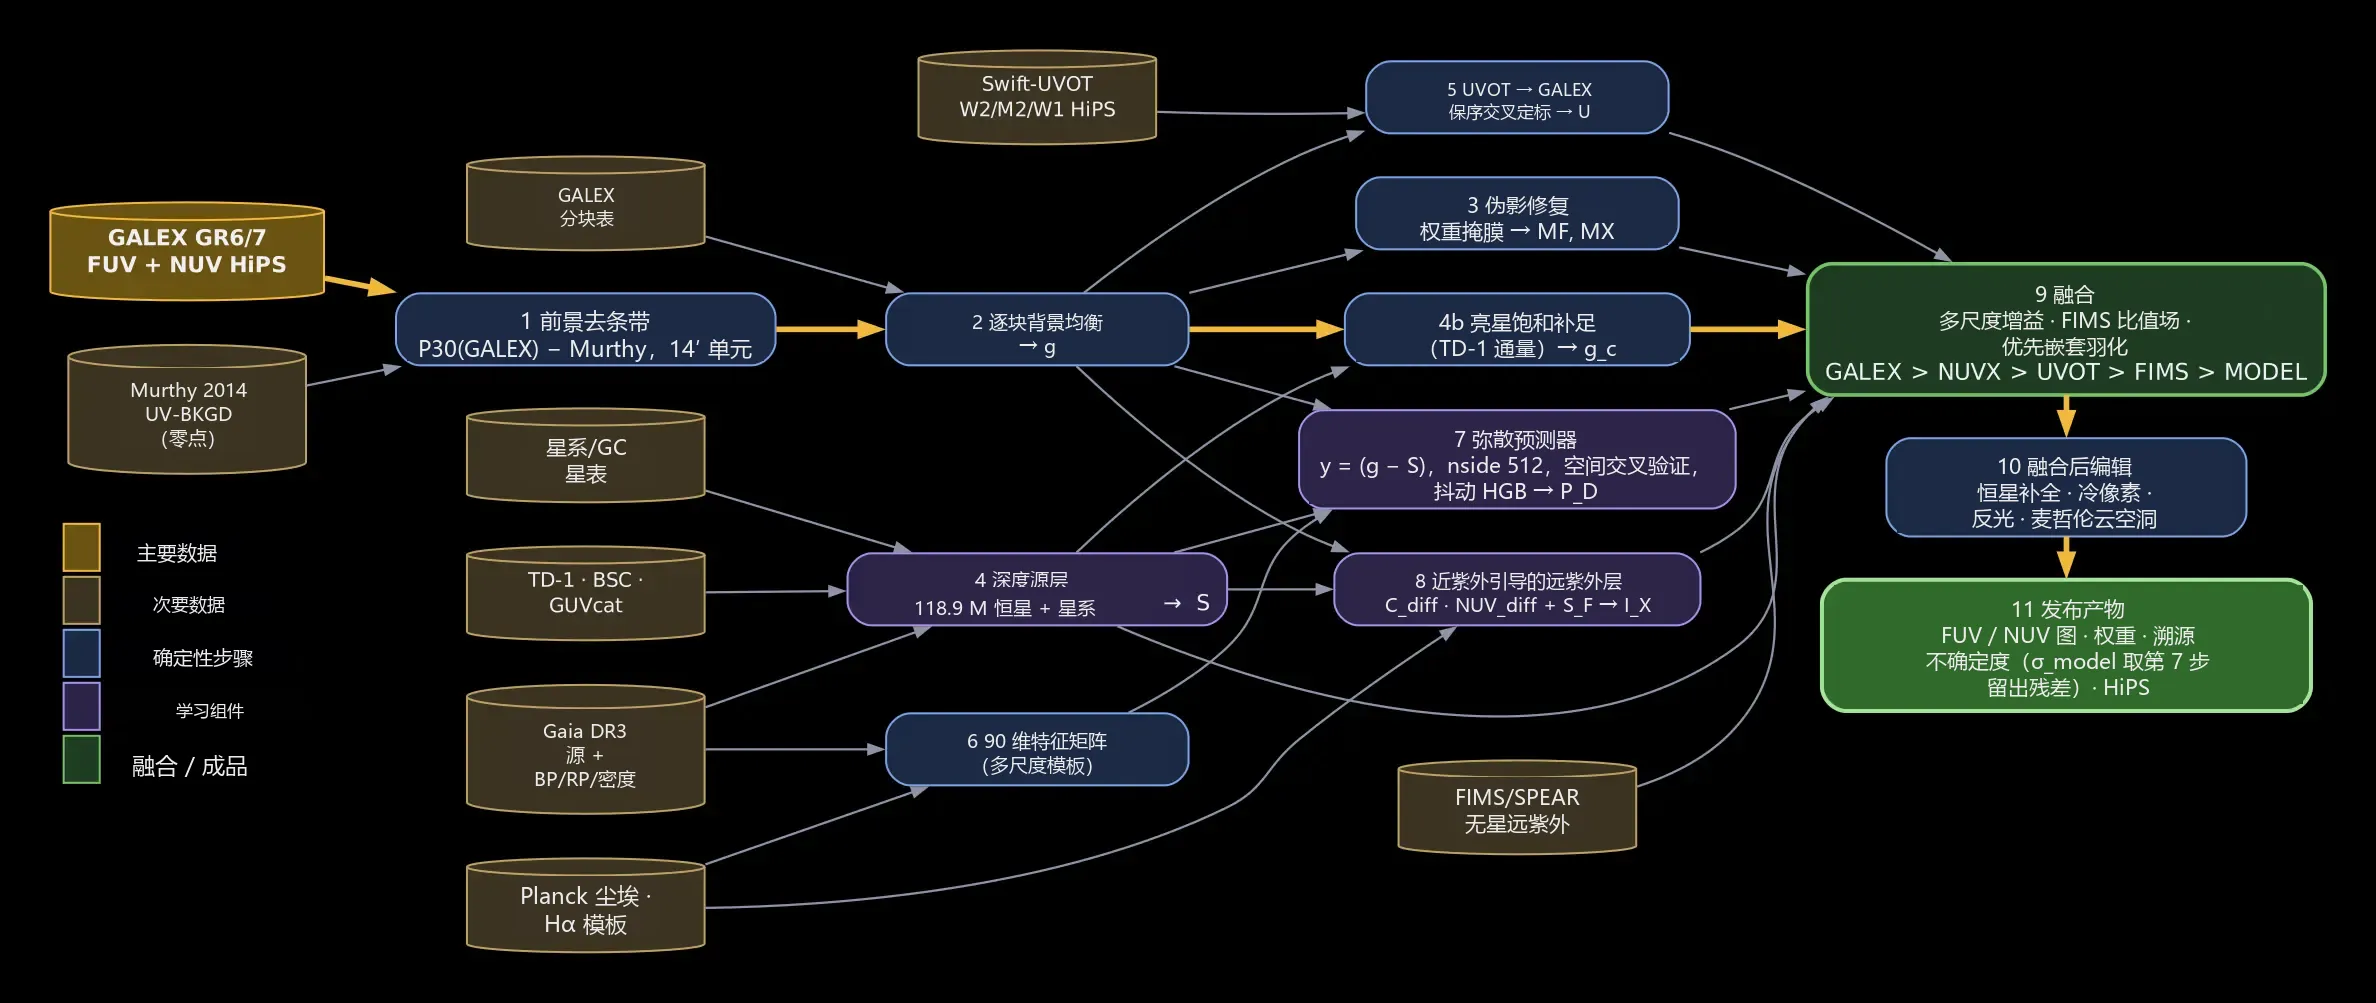 Swift-UVOT
W2/M2/W1 HiPS
5 UVOT → GALEX
保序交叉定标 → U
GALEX
分块表
3 伪影修复
权重掩膜 → MF, MX
GALEX GR6/7
FUV + NUV HiPS
1 前景去条带
P30(GALEX) − Murthy，14′ 单元
2 逐块背景均衡
→ g
4b 亮星饱和补足
（TD-1 通量）→ g_c
9 融合
多尺度增益 · FIMS 比值场 ·
优先嵌套羽化
GALEX > NUVX > UVOT > FIMS > MODEL
Murthy 2014
UV-BKGD
（零点）
星系/GC
星表
7 弥散预测器
y = (g − S)，nside 512，空间交叉验证，
抖动 HGB → P_D
10 融合后编辑
恒星补全 · 冷像素 ·
反光 · 麦哲伦云空洞
TD-1 · BSC ·
GUVcat
4 深度源层
118.9 M 恒星 + 星系 → S
8 近紫外引导的远紫外层
C_diff · NUV_diff + S_F → I_X
11 发布产物
FUV / NUV 图 · 权重 · 溯源
不确定度（σ_model 取第 7 步
留出残差）· HiPS
主要数据
次要数据
确定性步骤
学习组件
融合 / 成品
Gaia DR3
源 +
BP/RP/密度
6 90 维特征矩阵
（多尺度模板）
FIMS/SPEAR
无星远紫外
Planck 尘埃 ·
Hα 模板